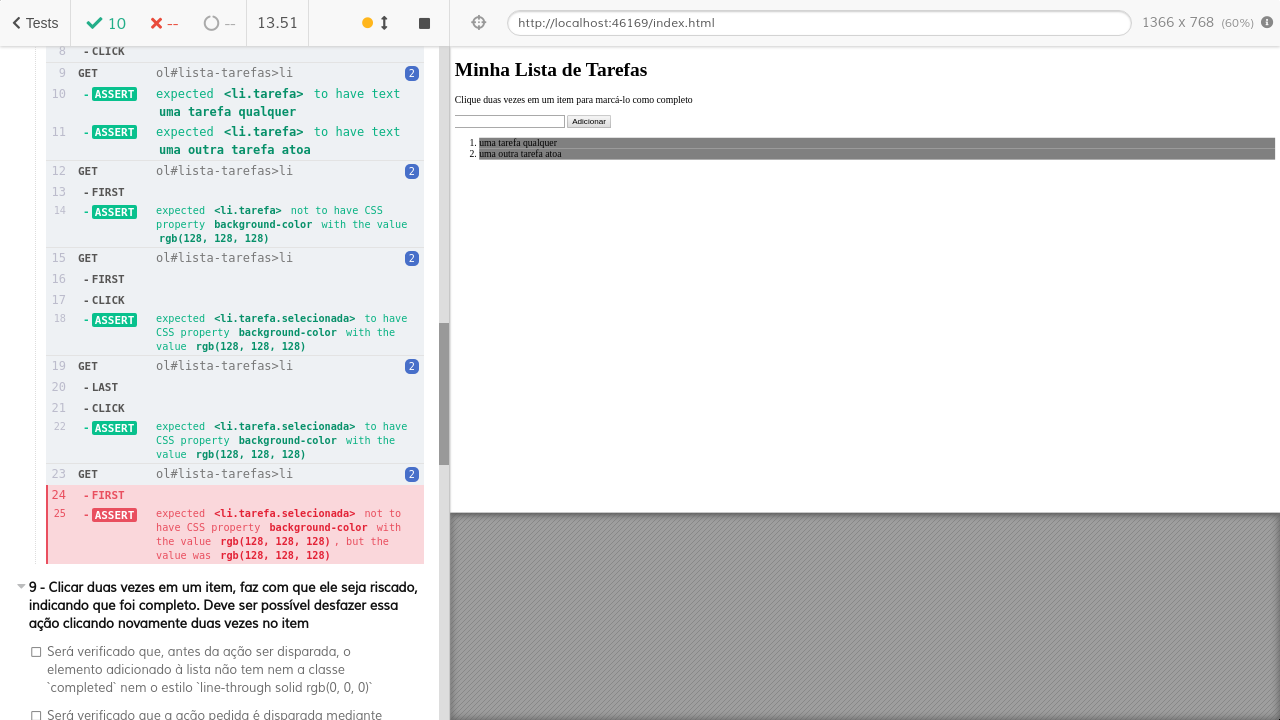 Tests 10 -- -- 13.51
http://localhost:46169/index.html 1366 x 768 (60%)
8 - CLICK
9 GET ol#lista-tarefas>li 2
10 - ASSERT expected <li.tarefa> to have text
uma tarefa qualquer
11 - ASSERT expected <li.tarefa> to have text
uma outra tarefa atoa
12 GET ol#lista-tarefas>li 2
13 - FIRST
14 - ASSERT expected <li.tarefa> not to have CSS
property background-color with the value
rgb(128, 128, 128)
15 GET ol#lista-tarefas>li 2
16 - FIRST
17 - CLICK
18 - ASSERT expected <li.tarefa.selecionada> to have
CSS property background-color with the
value rgb(128, 128, 128)
19 GET ol#lista-tarefas>li 2
20 - LAST
21 - CLICK
22 - ASSERT expected <li.tarefa.selecionada> to have
CSS property background-color with the
value rgb(128, 128, 128)
23 GET ol#lista-tarefas>li 2
24 - FIRST
25 - ASSERT expected <li.tarefa.selecionada> not to
have CSS property background-color with
the value rgb(128, 128, 128), but the
value was rgb(128, 128, 128)
9 - Clicar duas vezes em um item, faz com que ele seja riscado,
indicando que foi completo. Deve ser possível desfazer essa
ação clicando novamente duas vezes no item
Será verificado que, antes da ação ser disparada, o
elemento adicionado à lista não tem nem a classe
`completed` nem o estilo `line-through solid rgb(0, 0, 0)`
Será verificado que a ação pedida é disparada mediante
Minha Lista de Tarefas
Clique duas vezes em um item para marcá-lo como completo
Adicionar
1. uma tarefa qualquer
2. uma outra tarefa atoa